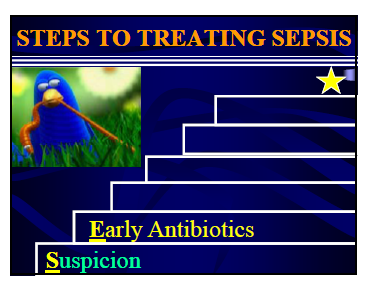 STEPS TO TREATING SEPSIS
Early Antibiotics
Suspicion